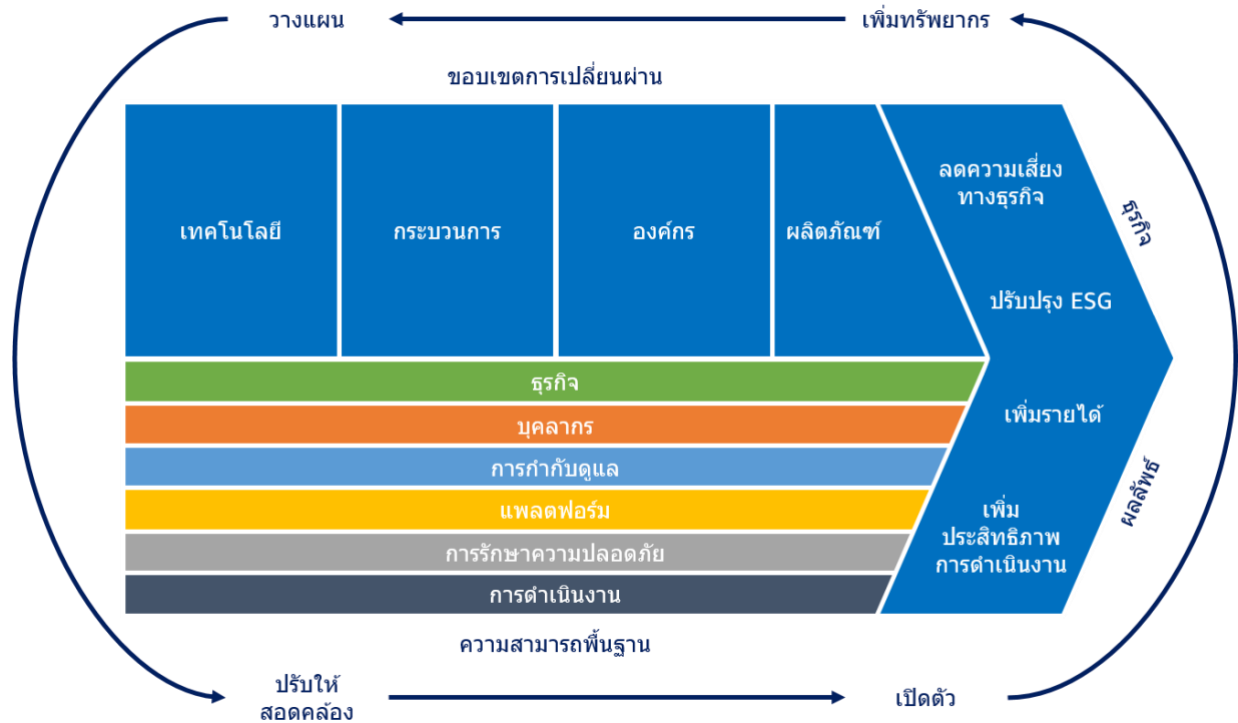 วางแผน
เพิ่มทรัพยากร
ขอบเขตการเปลี่ยนผ่าน
เทคโนโลยี
กระบวนการ
องค์กร
ผลิตภัณฑ์
ลดความเสี่ยง
ทางธุรกิจ
ปรับปรุง ESG
เพิ่มรายได้
เพิ่ม
ประสิทธิภาพ
การดำเนินงาน
ธุรกิจ
ผลลัพธ์
ธุรกิจ
บุคลากร
การกำกับดูแล
แพลตฟอร์ม
การรักษาความปลอดภัย
การดำเนินงาน
ความสามารถพื้นฐาน
ปรับให้
สอดคล้อง
เปิดตัว